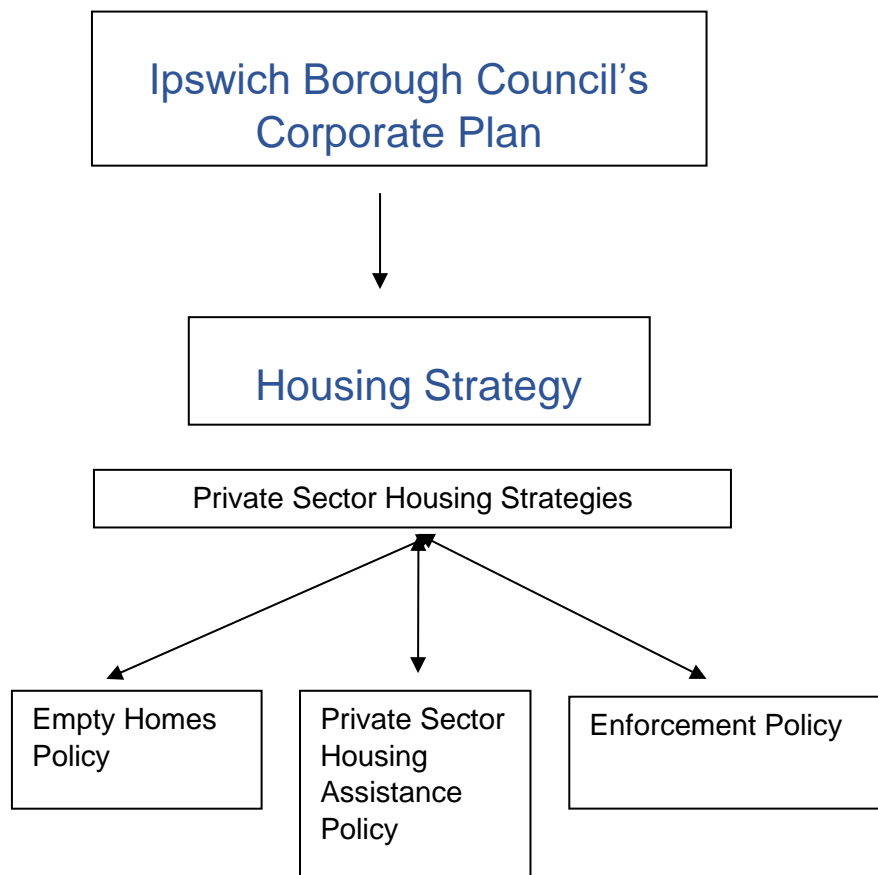 Ipswich Borough Council’s
Corporate Plan
Housing Strategy
Private Sector Housing Strategies
Empty Homes
Policy
Private Sector
Housing
Assistance
Policy
Enforcement Policy